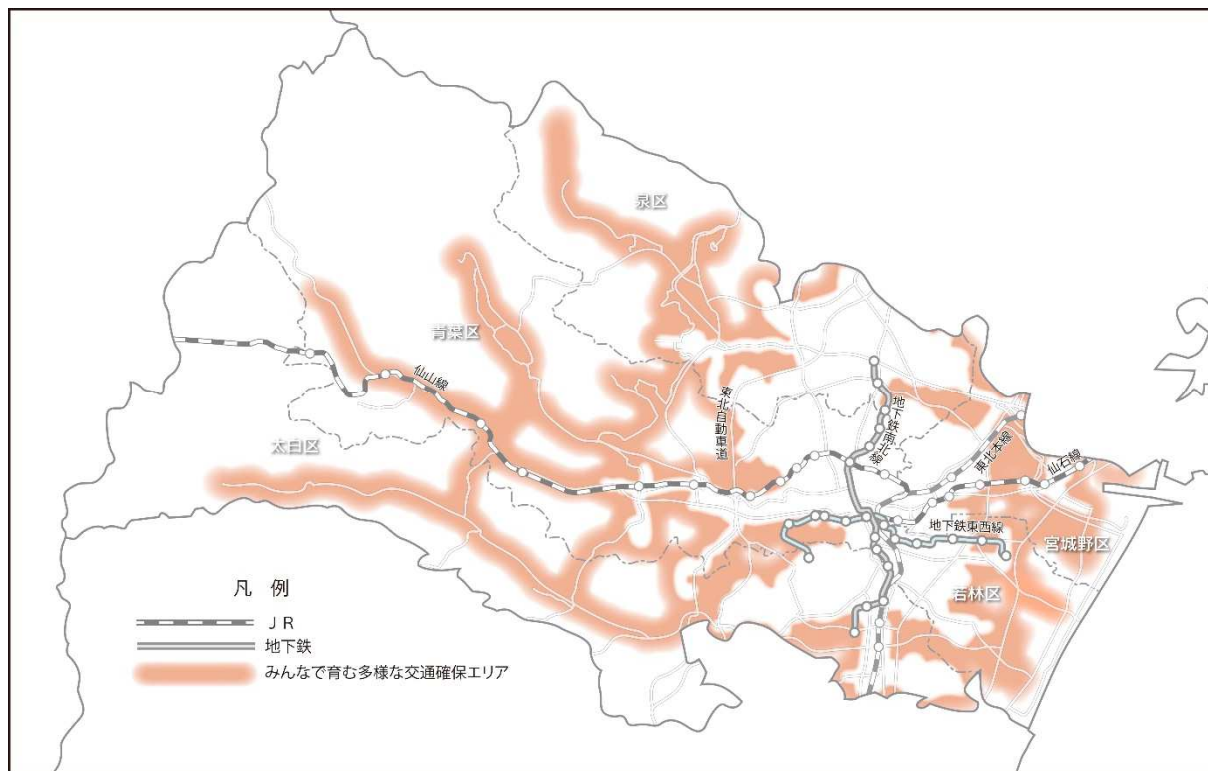 泉区
青葉区
仙山線
東北自動車道
地下鉄南北線
東北本線
仙石線
太白区
地下鉄東西線
宮城野区
若林区
凡 例
ＪＲ
地下鉄
みんなで育む多様な交通確保エリア